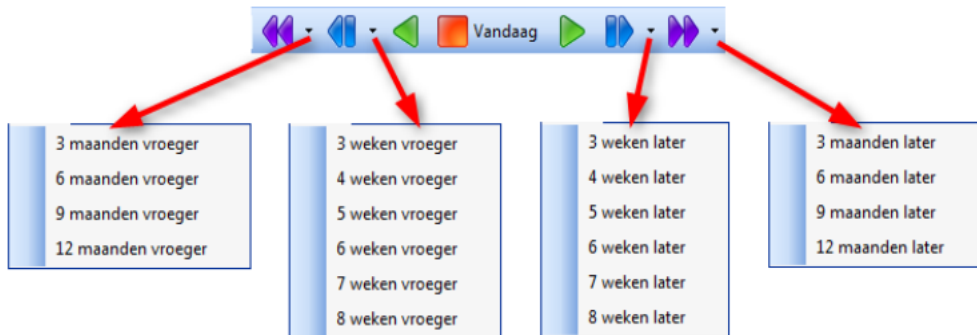 Vandaag
3 maanden vroeger
6 maanden vroeger
9 maanden vroeger
12 maanden vroeger
3 weken vroeger
4 weken vroeger
5 weken vroeger
6 weken vroeger
7 weken vroeger
8 weken vroeger
3 weken later
4 weken later
5 weken later
6 weken later
7 weken later
8 weken later
3 maanden later
6 maanden later
9 maanden later
12 maanden later